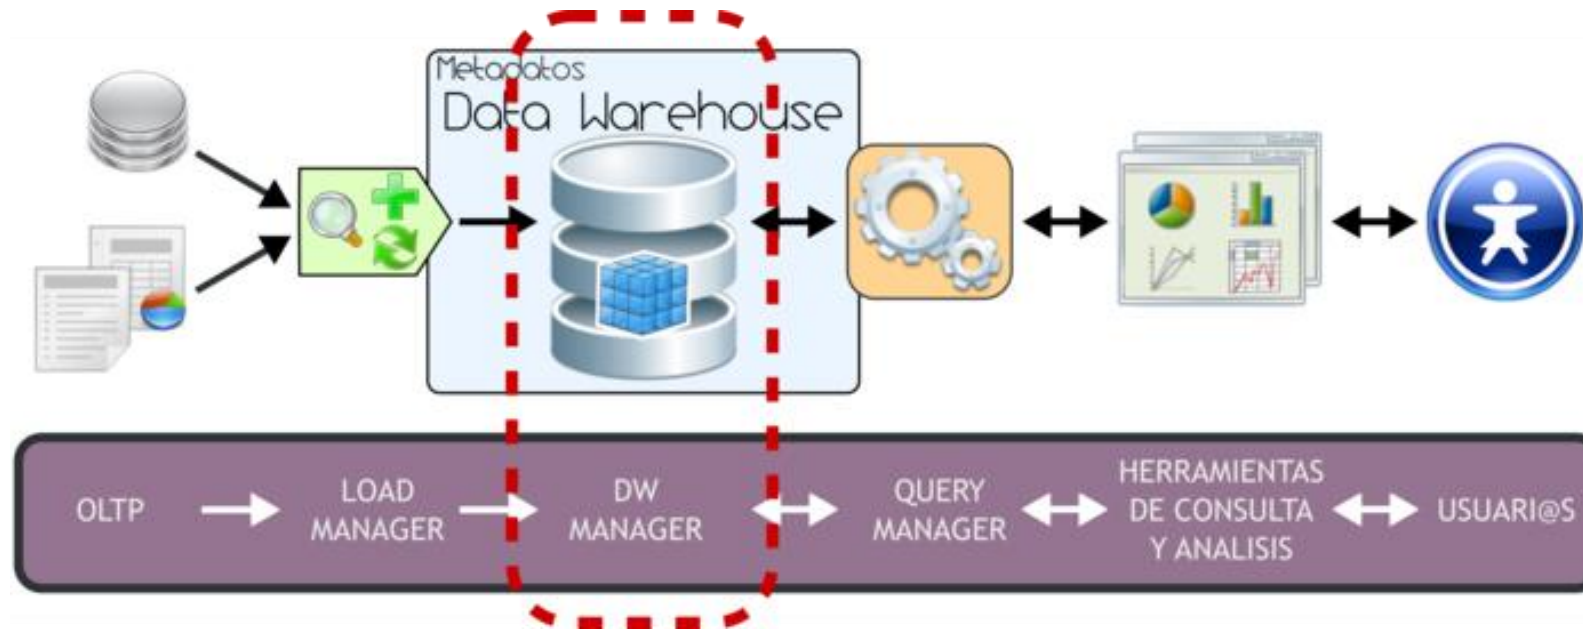 Metadatos
Data Warehouse
OLTP
LOAD
MANAGER
DW
MANAGER
QUERY
MANAGER
HERRAMIENTAS
DE CONSULTA
Y ANALISIS
USUARI@S